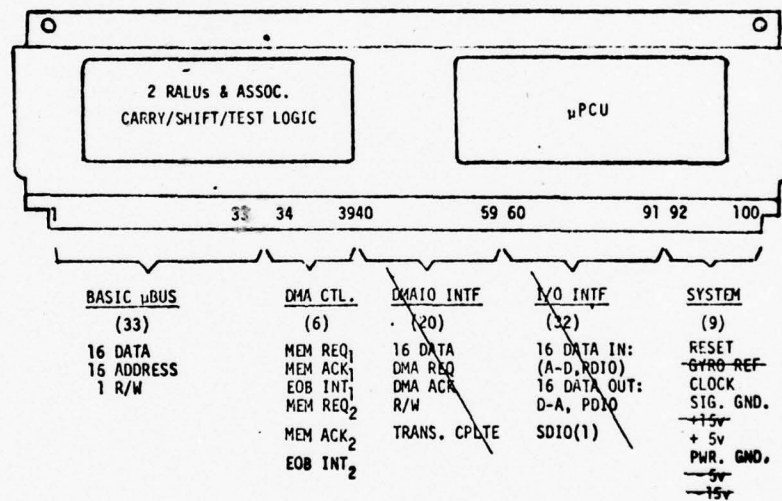 2 RALUs & ASSOC.
CARRY/SHIFT/TEST LOGIC
µPCU
1 33 34 3940 59 60 91 92 100
BASIC µBUS DMA CTL. DMAIO INTF I/O INTF SYSTEM
(33) (6) (20) (32) (9)
16 DATA MEM REQ1 16 DATA 16 DATA IN: RESET
16 ADDRESS MEM ACK1 DMA REQ (A-D,PDIO) GYRO REF
1 R/W EOB INT1 DMA ACK 16 DATA OUT: CLOCK
MEM REQ2 R/W D-A, PDIO SIG. GND.
+15v
MEM ACK2 TRANS. CPLTE SDIO(1) + 5v
EOB INT2 PWR. GND.
- 5v
-15v